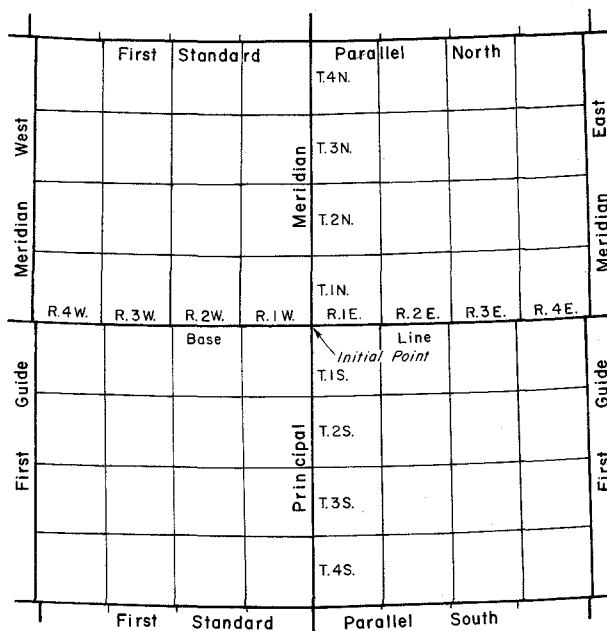 First Standard Parallel North
T.4N.
T.3N.
T.2N.
T.1N.
R.4W. R.3W. R.2W. R.1W. R.1E. R.2E. R.3E. R.4E.
Base Line
Initial Point
T.1S.
T.2S.
T.3S.
T.4S.
First Standard Parallel South
First Guide Meridian West
Principal Meridian
First Guide Meridian East